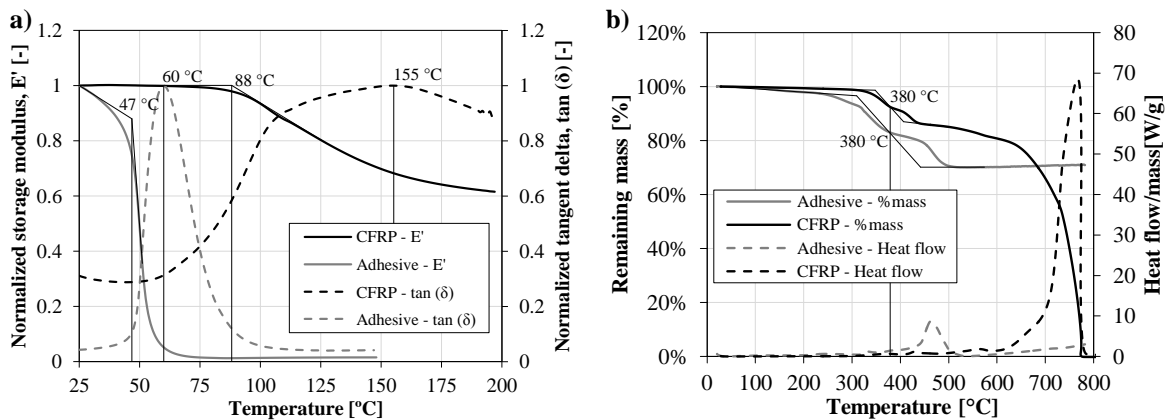 a)
Normalized storage modulus, E' [-]
1.2
1
0.8
0.6
0.4
0.2
0
47 °C
60 °C
88 °C
155 °C
CFRP - E'
Adhesive - E'
CFRP - tan (δ)
Adhesive - tan (δ)
25 50 75 100 125 150 175 200
Temperature [ºC]
1.2
1
0.8
0.6
0.4
0.2
0
Normalized tangent delta, tan (δ) [-]
b)
Remaining mass [%]
120%
100%
80%
60%
40%
20%
0%
380 °C
380 °C
Adhesive - %mass
CFRP - %mass
Adhesive - Heat flow
CFRP - Heat flow
0 100 200 300 400 500 600 700 800
Temperature [°C]
80
70
60
50
40
30
20
10
0
Heat flow/mass[W/g]